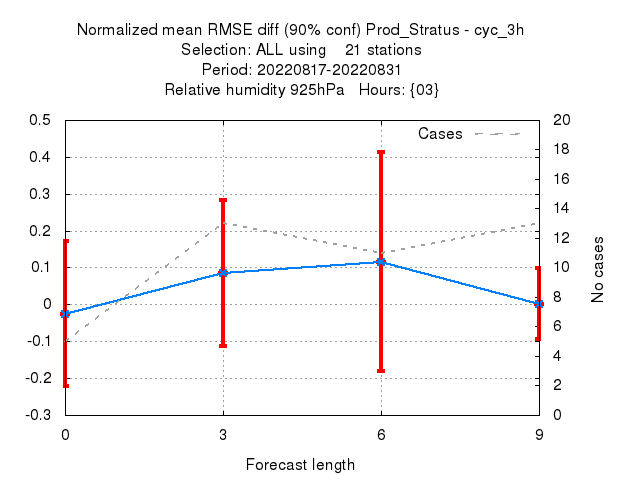 Normalized mean RMSE diff (90% conf) Prod_Stratus - cyc_3h
Selection: ALL using 21 stations
Period: 20220817-20220831
Relative humidity 925hPa Hours: {03}
Cases
0.5
0.4
0.3
0.2
0.1
0
-0.1
-0.2
-0.3
20
18
16
14
12
10
8
6
4
2
0
No cases
0 3 6 9
Forecast length